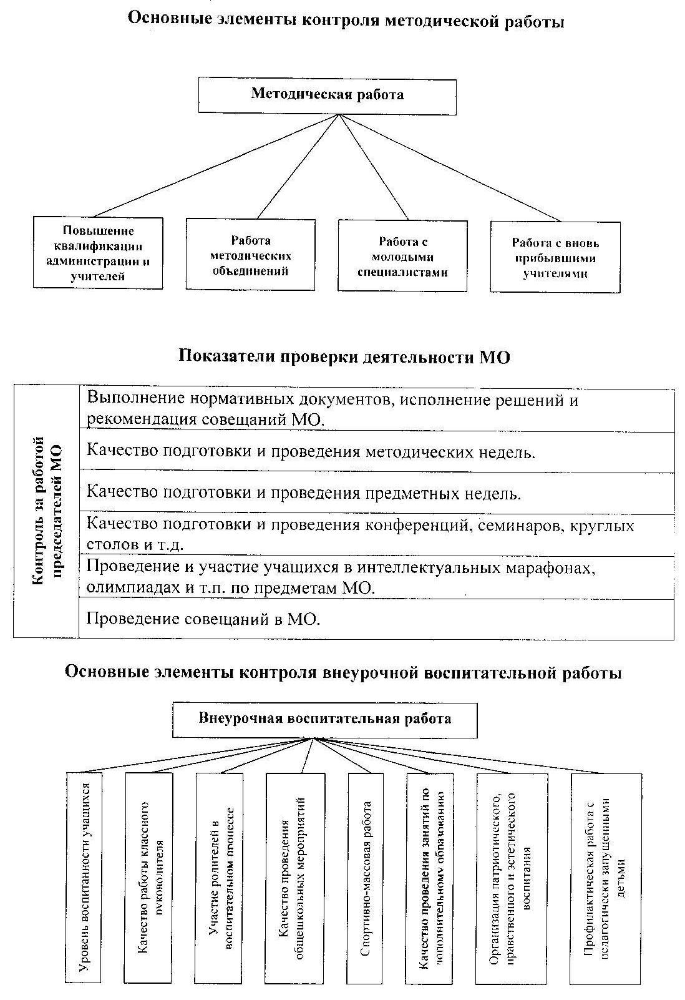 Основные элементы контроля методической работы
Методическая работа
Повышение
квалификации
администрации и
учителей
Работа
методических
объединений
Работа с
молодыми
специалистами
Работа с вновь
прибывшими
учителями
Показатели проверки деятельности МО
Контроль за работой
председателей МО
Выполнение нормативных документов, исполнение решений и
рекомендация совещаний МО.
Качество подготовки и проведения методических недель.
Качество подготовки и проведения предметных недель.
Качество подготовки и проведения конференций, семинаров, круглых
столов и т.д.
Проведение и участие учащихся в интеллектуальных марафонах,
олимпиадах и т.п. по предметам МО.
Проведение совещаний в МО.
Основные элементы контроля внеурочной воспитательной работы
Внеурочная воспитательная работа
Уровень воспитанности учащихся
Качество работы классного
руководителя
Участие родителей в
воспитательном процессе
Качество проведения
общешкольных мероприятий
Спортивно-массовая работа
Качество проведения занятий по
дополнительному образованию
Организация патриотического,
нравственного и эстетического
воспитания
Профилактическая работа с
педагогически запущенными
детьми